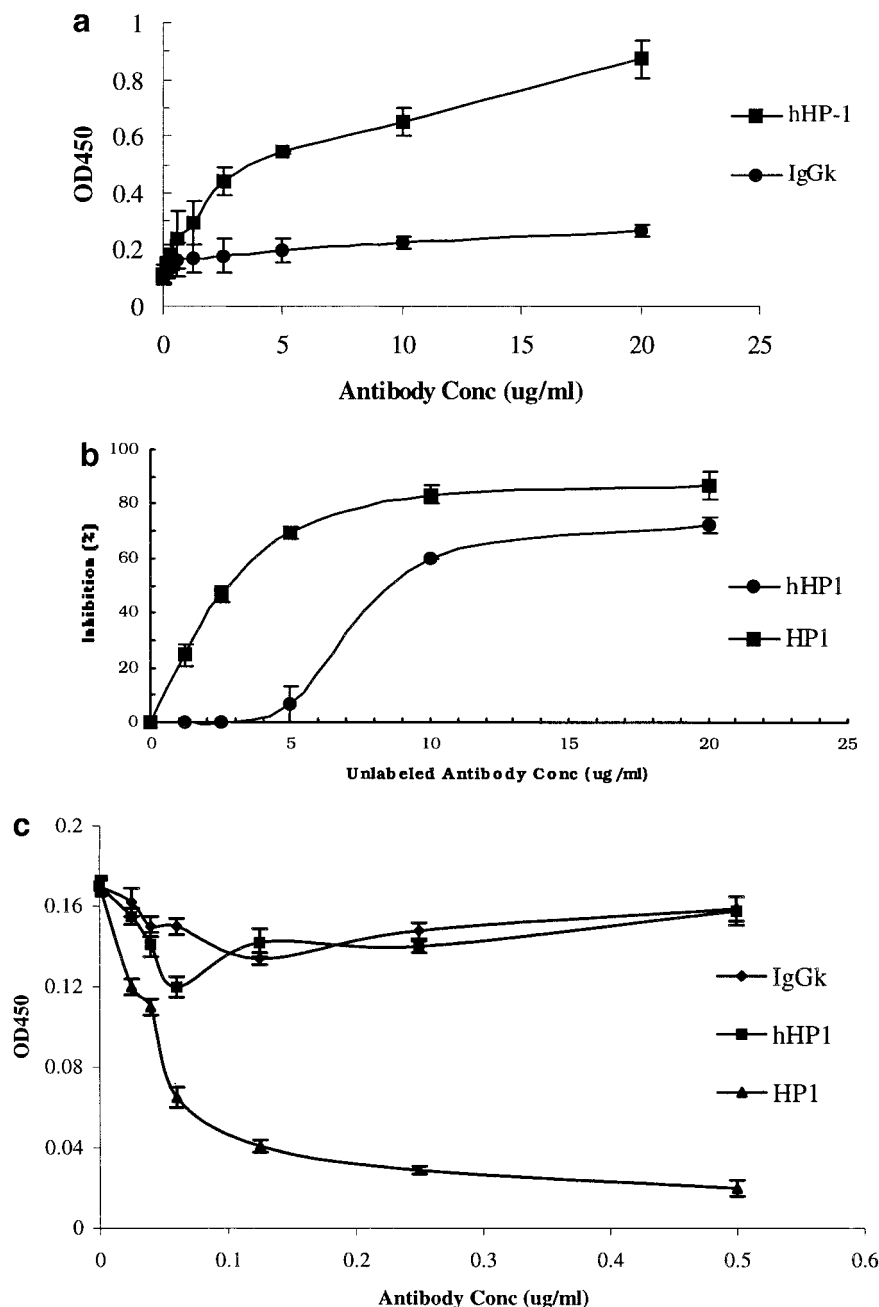 a
1
0.8
0.6
0.4
0.2
0
OD450
0
5
10
15
20
25
Antibody Conc (ug/ml)
hHP-1
IgGk
b
100
80
60
40
20
0
Inhibition (%)
0
5
10
15
20
25
Unlabeled Antibody Conc (ug/ml)
hHP1
HP1
c
0.2
0.16
0.12
0.08
0.04
0
OD450
0
0.1
0.2
0.3
0.4
0.5
0.6
Antibody Conc (ug/ml)
IgGk
hHP1
HP1